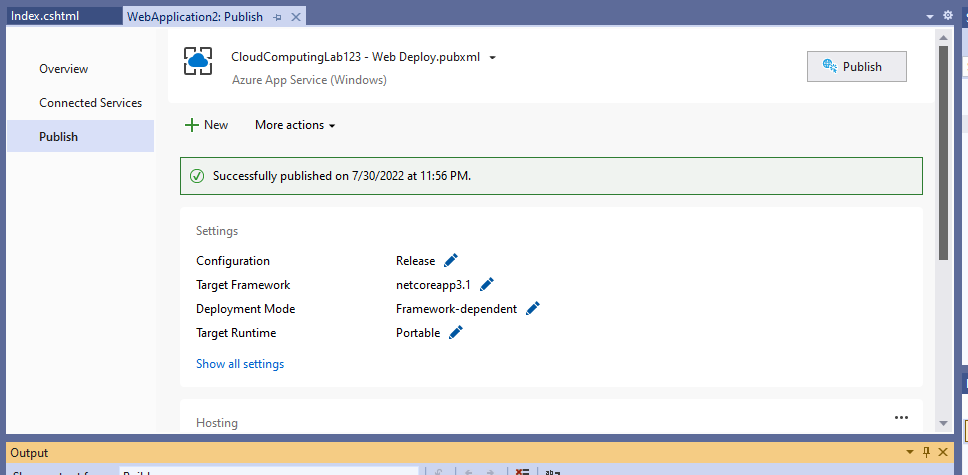 Index.cshtml
WebApplication2: Publish
Overview
Connected Services
Publish
CloudComputingLab123 - Web Deploy.pubxml
Azure App Service (Windows)
Publish
New
More actions
Successfully published on 7/30/2022 at 11:56 PM.
Settings
Configuration Release
Target Framework netcoreapp3.1
Deployment Mode Framework-dependent
Target Runtime Portable
Show all settings
Hosting
Output